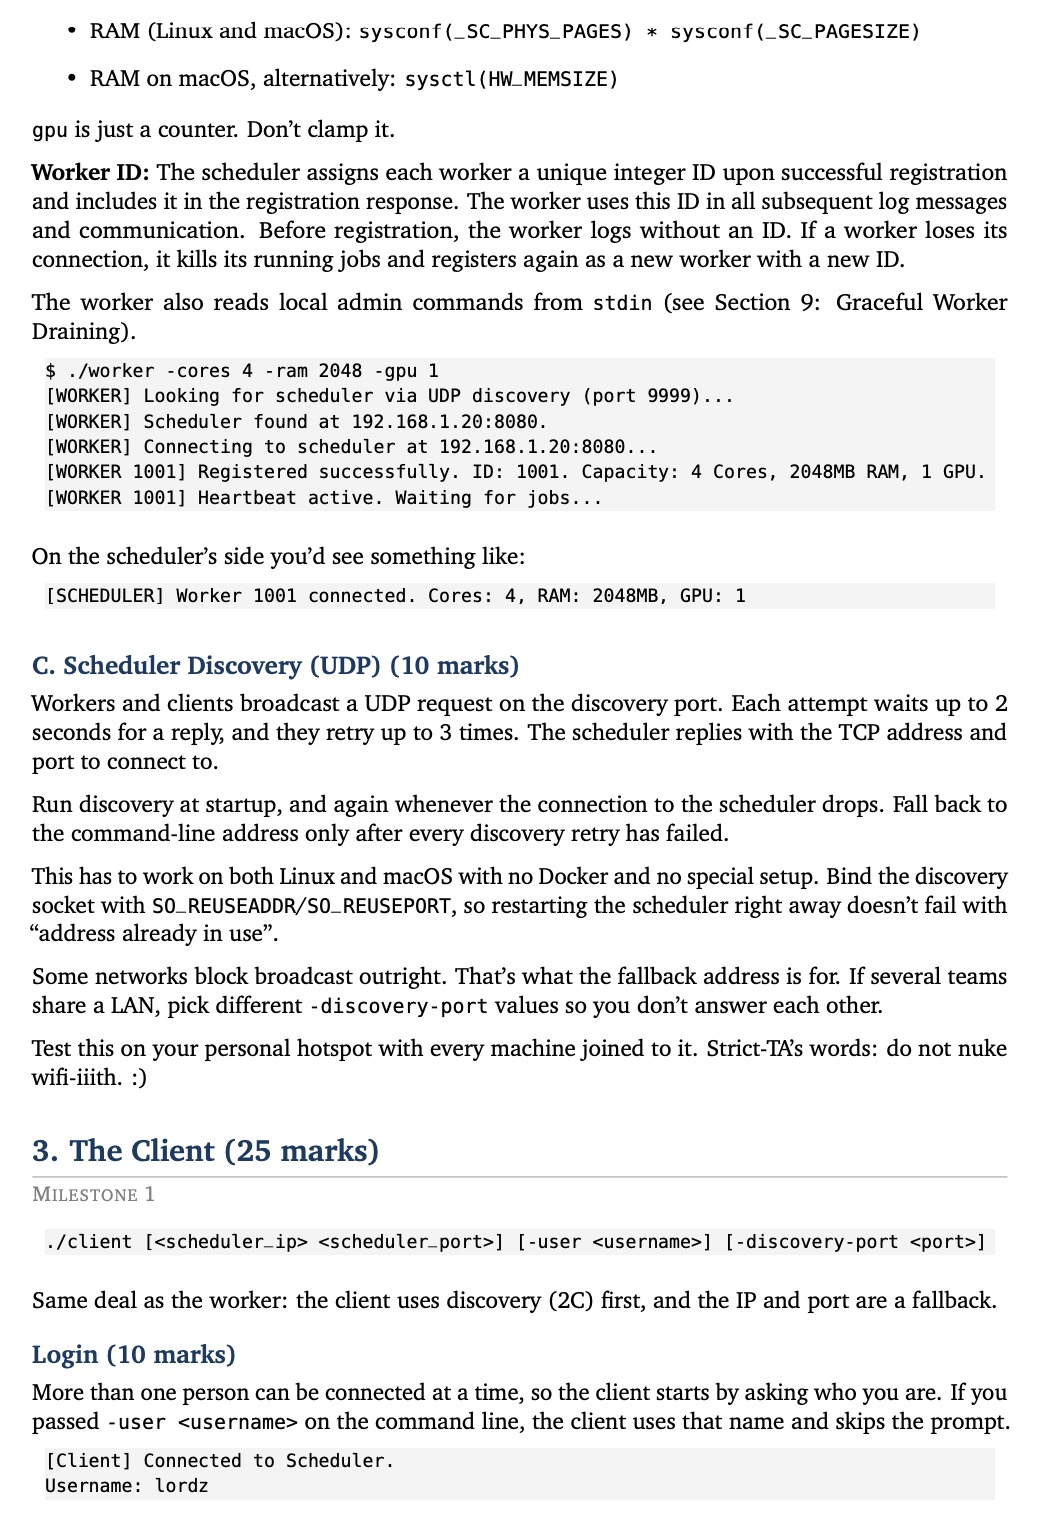 • RAM (Linux and macOS): sysconf(_SC_PHYS_PAGES) * sysconf(_SC_PAGESIZE)
• RAM on macOS, alternatively: sysctl(HW_MEMSIZE)
gpu is just a counter. Don’t clamp it.
Worker ID: The scheduler assigns each worker a unique integer ID upon successful registration
and includes it in the registration response. The worker uses this ID in all subsequent log messages
and communication. Before registration, the worker logs without an ID. If a worker loses its
connection, it kills its running jobs and registers again as a new worker with a new ID.
The worker also reads local admin commands from stdin (see Section 9: Graceful Worker
Draining).
$ ./worker -cores 4 -ram 2048 -gpu 1
[WORKER] Looking for scheduler via UDP discovery (port 9999)...
[WORKER] Scheduler found at 192.168.1.20:8080.
[WORKER] Connecting to scheduler at 192.168.1.20:8080...
[WORKER 1001] Registered successfully. ID: 1001. Capacity: 4 Cores, 2048MB RAM, 1 GPU.
[WORKER 1001] Heartbeat active. Waiting for jobs...
On the scheduler’s side you’d see something like:
[SCHEDULER] Worker 1001 connected. Cores: 4, RAM: 2048MB, GPU: 1
C. Scheduler Discovery (UDP) (10 marks)
Workers and clients broadcast a UDP request on the discovery port. Each attempt waits up to 2
seconds for a reply, and they retry up to 3 times. The scheduler replies with the TCP address and
port to connect to.
Run discovery at startup, and again whenever the connection to the scheduler drops. Fall back to
the command-line address only after every discovery retry has failed.
This has to work on both Linux and macOS with no Docker and no special setup. Bind the discovery
socket with SO_REUSEADDR/SO_REUSEPORT, so restarting the scheduler right away doesn’t fail with
“address already in use”.
Some networks block broadcast outright. That’s what the fallback address is for. If several teams
share a LAN, pick different -discovery-port values so you don’t answer each other.
Test this on your personal hotspot with every machine joined to it. Strict-TA’s words: do not nuke
wifi-iiith. :)
3. The Client (25 marks)
MILESTONE 1
./client [<scheduler_ip> <scheduler_port>] [-user <username>] [-discovery-port <port>]
Same deal as the worker: the client uses discovery (2C) first, and the IP and port are a fallback.
Login (10 marks)
More than one person can be connected at a time, so the client starts by asking who you are. If you
passed -user <username> on the command line, the client uses that name and skips the prompt.
[Client] Connected to Scheduler.
Username: lordz